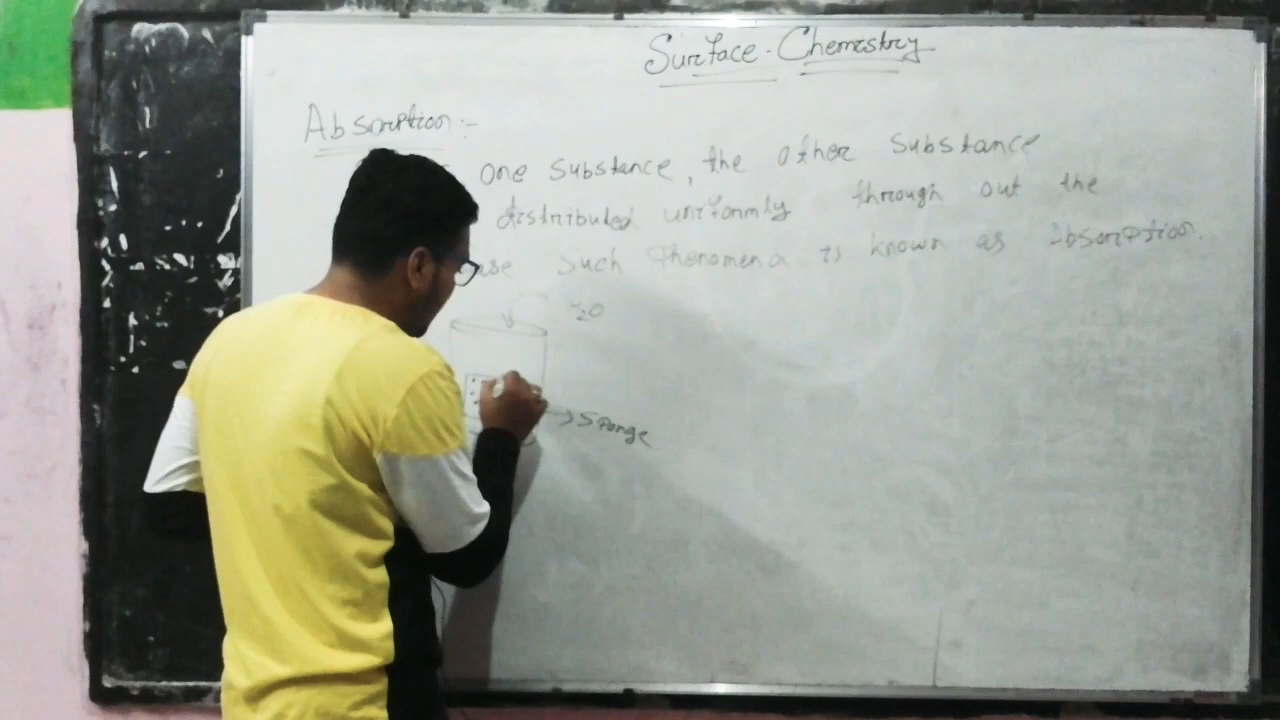 Surface - Chemistry
Absorption :-
one substance, the other substance
distributed uniformly through out the
such Phenomena is known as absorption.
Sponge